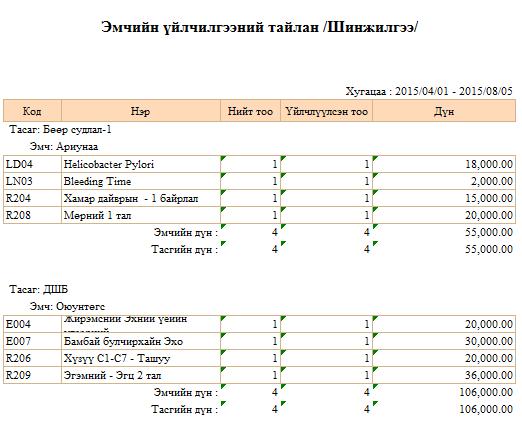 Эмчийн үйлчилгээний тайлан /Шинжилгээ/
Хугацаа : 2015/04/01 - 2015/08/05
Код Нэр Нийт тоо Үйлчлүүлсэн тоо Дүн
Тасаг: Бөөр судлал-1
Эмч: Ариунаа
LD04 Helicobacter Pylori 1 1 18,000.00
LN03 Bleeding Time 1 1 2,000.00
R204 Хамар дайврын - 1 байрлал 1 1 15,000.00
R208 Мөрний 1 тал 1 1 20,000.00
Эмчийн дүн : 4 4 55,000.00
Тасгийн дүн : 4 4 55,000.00
Тасаг: ДШБ
Эмч: Оюунтөгс
E004 Жирэмсний Эхний үеийн 1 1 20,000.00
E007 Бамбай булчирхайн Эхо 1 1 30,000.00
R206 Хүзүү C1-C7 - Ташуу 1 1 20,000.00
R209 Эгэмний - Эгц 2 тал 1 1 36,000.00
Эмчийн дүн : 4 4 106,000.00
Тасгийн дүн : 4 4 106,000.00